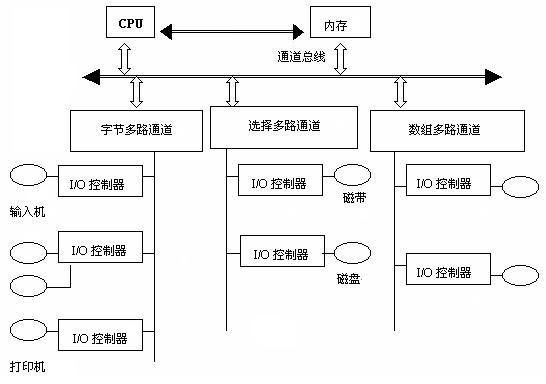 CPU
内存
通道总线
字节多路通道
选择多路通道
数组多路通道
I/O 控制器
I/O 控制器
I/O 控制器
输入机
磁带
I/O 控制器
I/O 控制器
I/O 控制器
磁盘
I/O 控制器
打印机